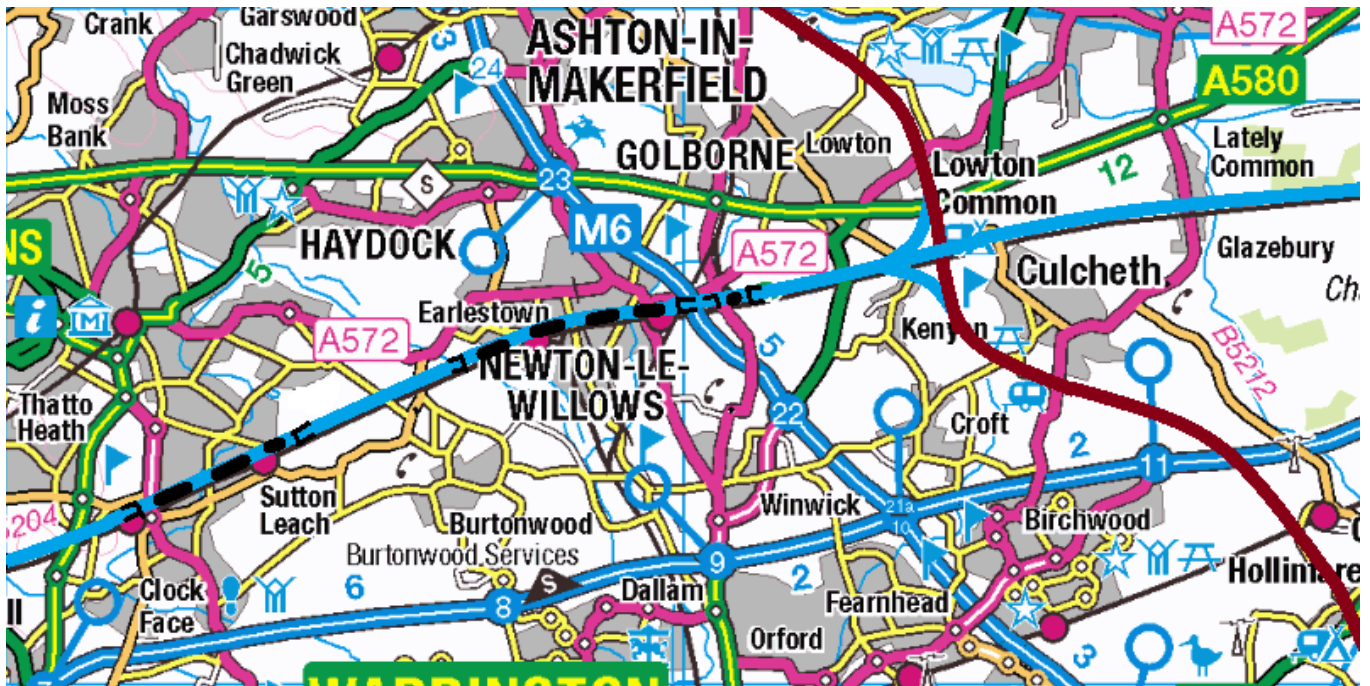 Crank
Garswood
3
ASHTON-IN-
MAKERFIELD
A572
Chadwick
Green
24
A580
Moss
Bank
GOLBORNE
Lowton
Lately
Common
S
23
Lowton
Common
12
M6
HAYDOCK
A572
Culcheth
Glazebury
NS
5
i
M
Earlestown
A572
Kenyon
5
B5212
NEWTON-LE-
WILLOWS
Thatto
Heath
22
Croft
2
11
Sutton
Leach
Winwick
21a
10
Birchwood
Burtonwood
Burtonwood Services
9
2
Clock
Face
6
8
S
Dallam
Fearnhead
Orford
3
WARRINGTON